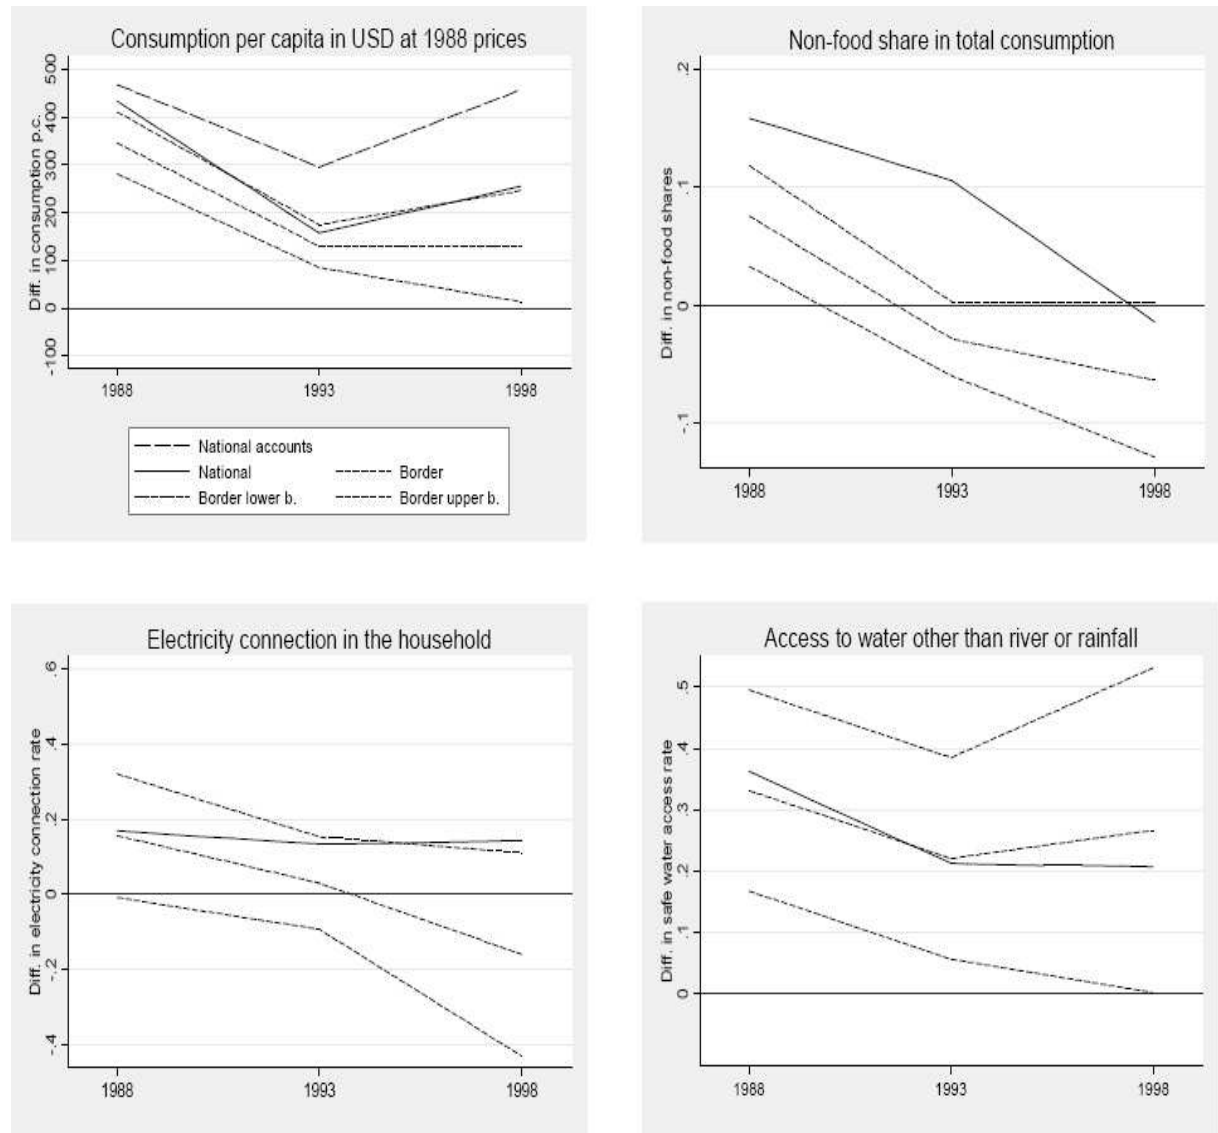 Consumption per capita in USD at 1988 prices
Diff. in consumption p.c.
500
400
300
200
100
0
-100
1988 1993 1998
National accounts
National Border
Border lower b. Border upper b.
Non-food share in total consumption
Diff. in non-food shares
.2
.1
0
-.1
1988 1993 1998
Electricity connection in the household
Diff. in electricity connection rate
.6
.4
.2
0
-.2
-.4
1988 1993 1998
Access to water other than river or rainfall
Diff. in safe water access rate
.5
.4
.3
.2
.1
0
1988 1993 1998